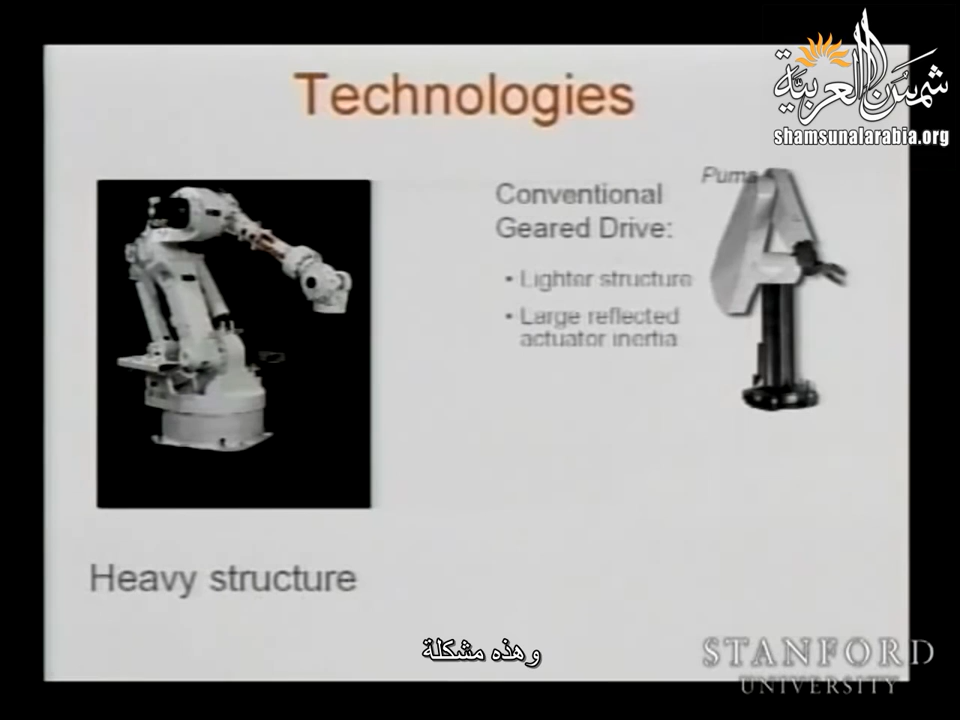 شمس العربية
shamsunalarabia.org
Technologies
Puma
Conventional
Geared Drive:
• Lighter structure
• Large reflected
actuator inertia
Heavy structure
وهذه مشكلة
STANFORD
UNIVERSITY